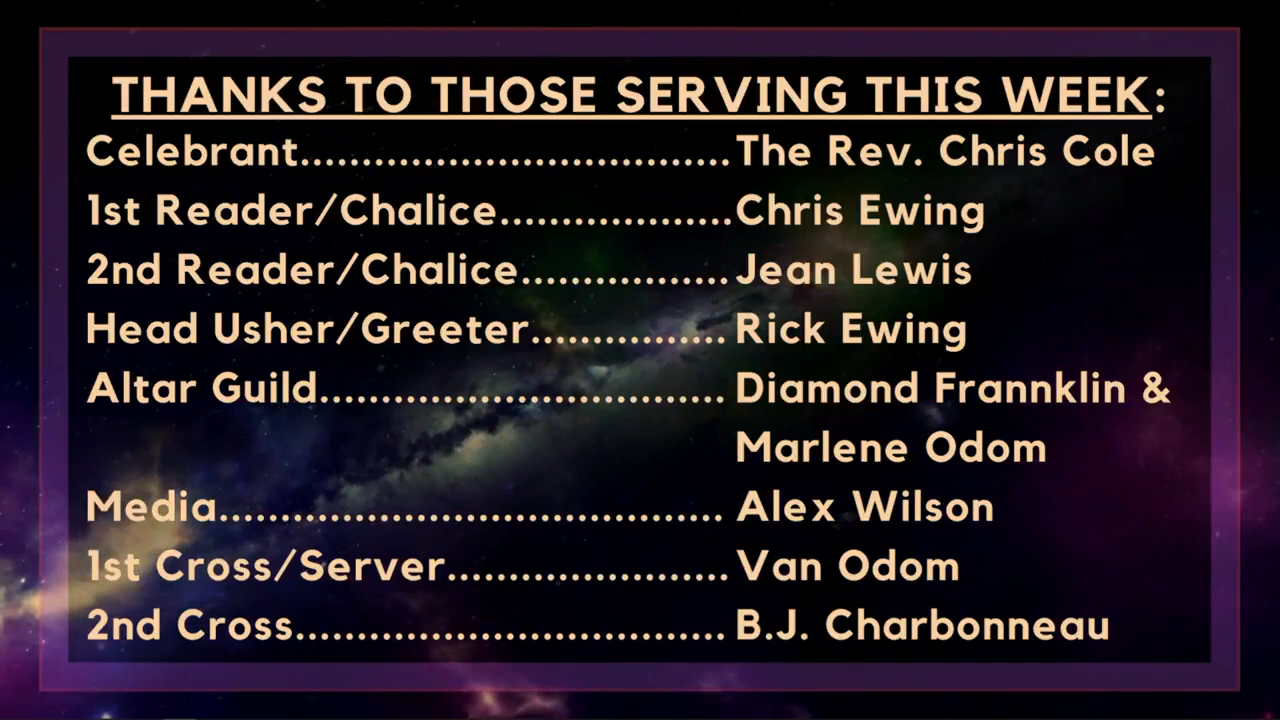 THANKS TO THOSE SERVING THIS WEEK:
Celebrant...................................The Rev. Chris Cole
1st Reader/Chalice...................Chris Ewing
2nd Reader/Chalice.................Jean Lewis
Head Usher/Greeter................Rick Ewing
Altar Guild.................................Diamond Frannklin &
Marlene Odom
Media.........................................Alex Wilson
1st Cross/Server.......................Van Odom
2nd Cross...................................B.J. Charbonneau